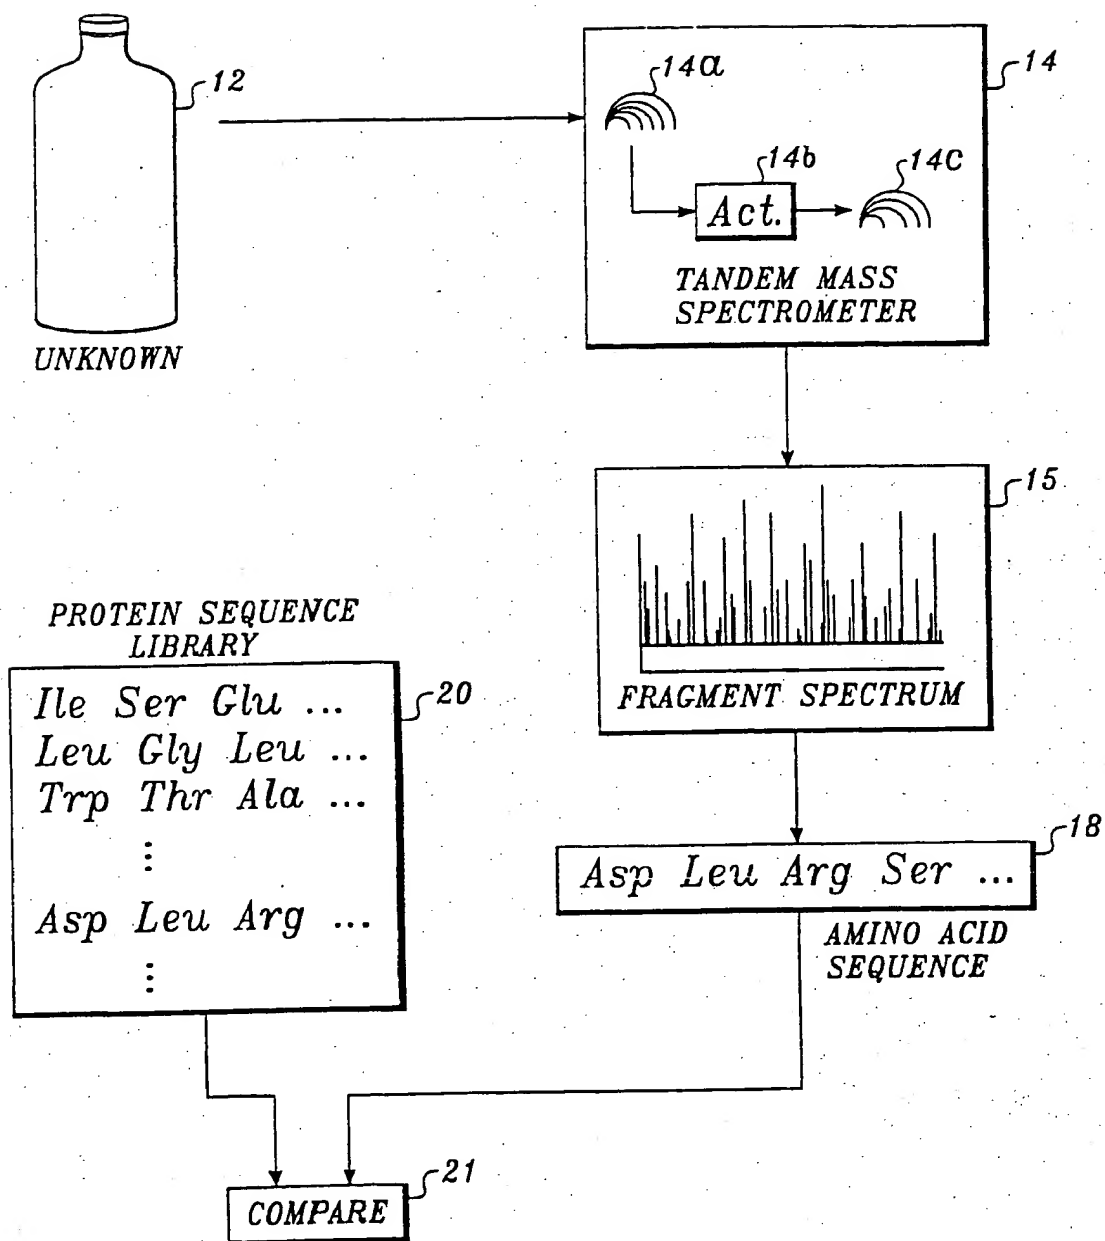 12
UNKNOWN
14
14a
14b
14c
Act.
TANDEM MASS
SPECTROMETER
15
FRAGMENT SPECTRUM
PROTEIN SEQUENCE
LIBRARY
20
Ile Ser Glu ...
Leu Gly Leu ...
Trp Thr Ala ...
⋮
Asp Leu Arg ...
⋮
18
Asp Leu Arg Ser ...
AMINO ACID
SEQUENCE
21
COMPARE